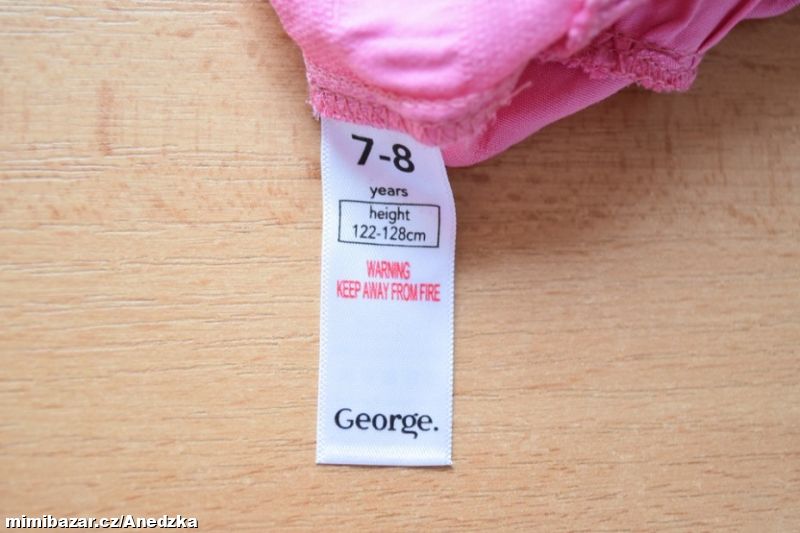 7-8
years
height
122-128cm
WARNING
KEEP AWAY FROM FIRE
George.
mimibazar.cz/Anedzka